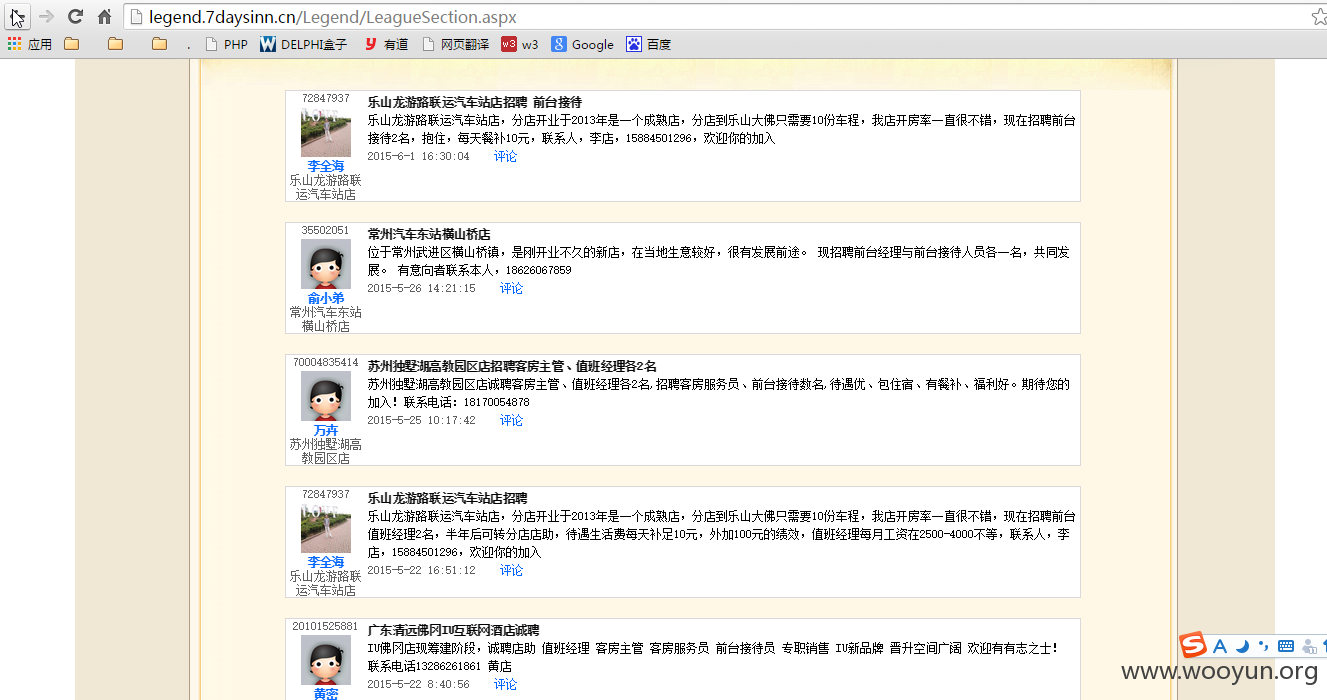 legend.7daysinn.cn/Legend/LeagueSection.aspx
应用 . PHP DELPHI盒子 有道 网页翻译 w3 w3 Google 百度
72847937
李全海
乐山龙游路联
运汽车站店
乐山龙游路联运汽车站店招聘 前台接待
乐山龙游路联运汽车站店，分店开业于2013年是一个成熟店，分店到乐山大佛只需要10份车程，我店开房率一直很不错，现在招聘前台
接待2名，抱住，每天餐补10元，联系人，李店，15884501296，欢迎你的加入
2015-6-1 16:30:04 评论
35502051
俞小弟
常州汽车东站
横山桥店
常州汽车东站横山桥店
位于常州武进区横山桥镇，是刚开业不久的新店，在当地生意较好，很有发展前途。 现招聘前台经理与前台接待人员各一名，共同发
展。 有意向者联系本人，18626067859
2015-5-26 14:21:15 评论
70004835414
万卉
苏州独墅湖高
教园区店
苏州独墅湖高教园区店招聘客房主管、值班经理各2名
苏州独墅湖高教园区店诚聘客房主管、值班经理各2名,招聘客房服务员、前台接待数名,待遇优、包住宿、有餐补、福利好。期待您的
加入！联系电话：18170054878
2015-5-25 10:17:42 评论
72847937
李全海
乐山龙游路联
运汽车站店
乐山龙游路联运汽车站店招聘
乐山龙游路联运汽车站店，分店开业于2013年是一个成熟店，分店到乐山大佛只需要10份车程，我店开房率一直很不错，现在招聘前台
值班经理2名，半年后可转分店店助，待遇生活费每天补足10元，外加100元的绩效，值班经理每月工资在2500-4000不等，联系人，李
店，15884501296，欢迎你的加入
2015-5-22 16:51:12 评论
20101525881
黄密
广东清远佛冈IU互联网酒店诚聘
IU佛冈店现筹建阶段，诚聘店助 值班经理 客房主管 客房服务员 前台接待员 专职销售 IU新品牌 晋升空间广阔 欢迎有有志之士！
联系电话13286261861 黄店
2015-5-22 8:40:56 评论
www.wooyun.org